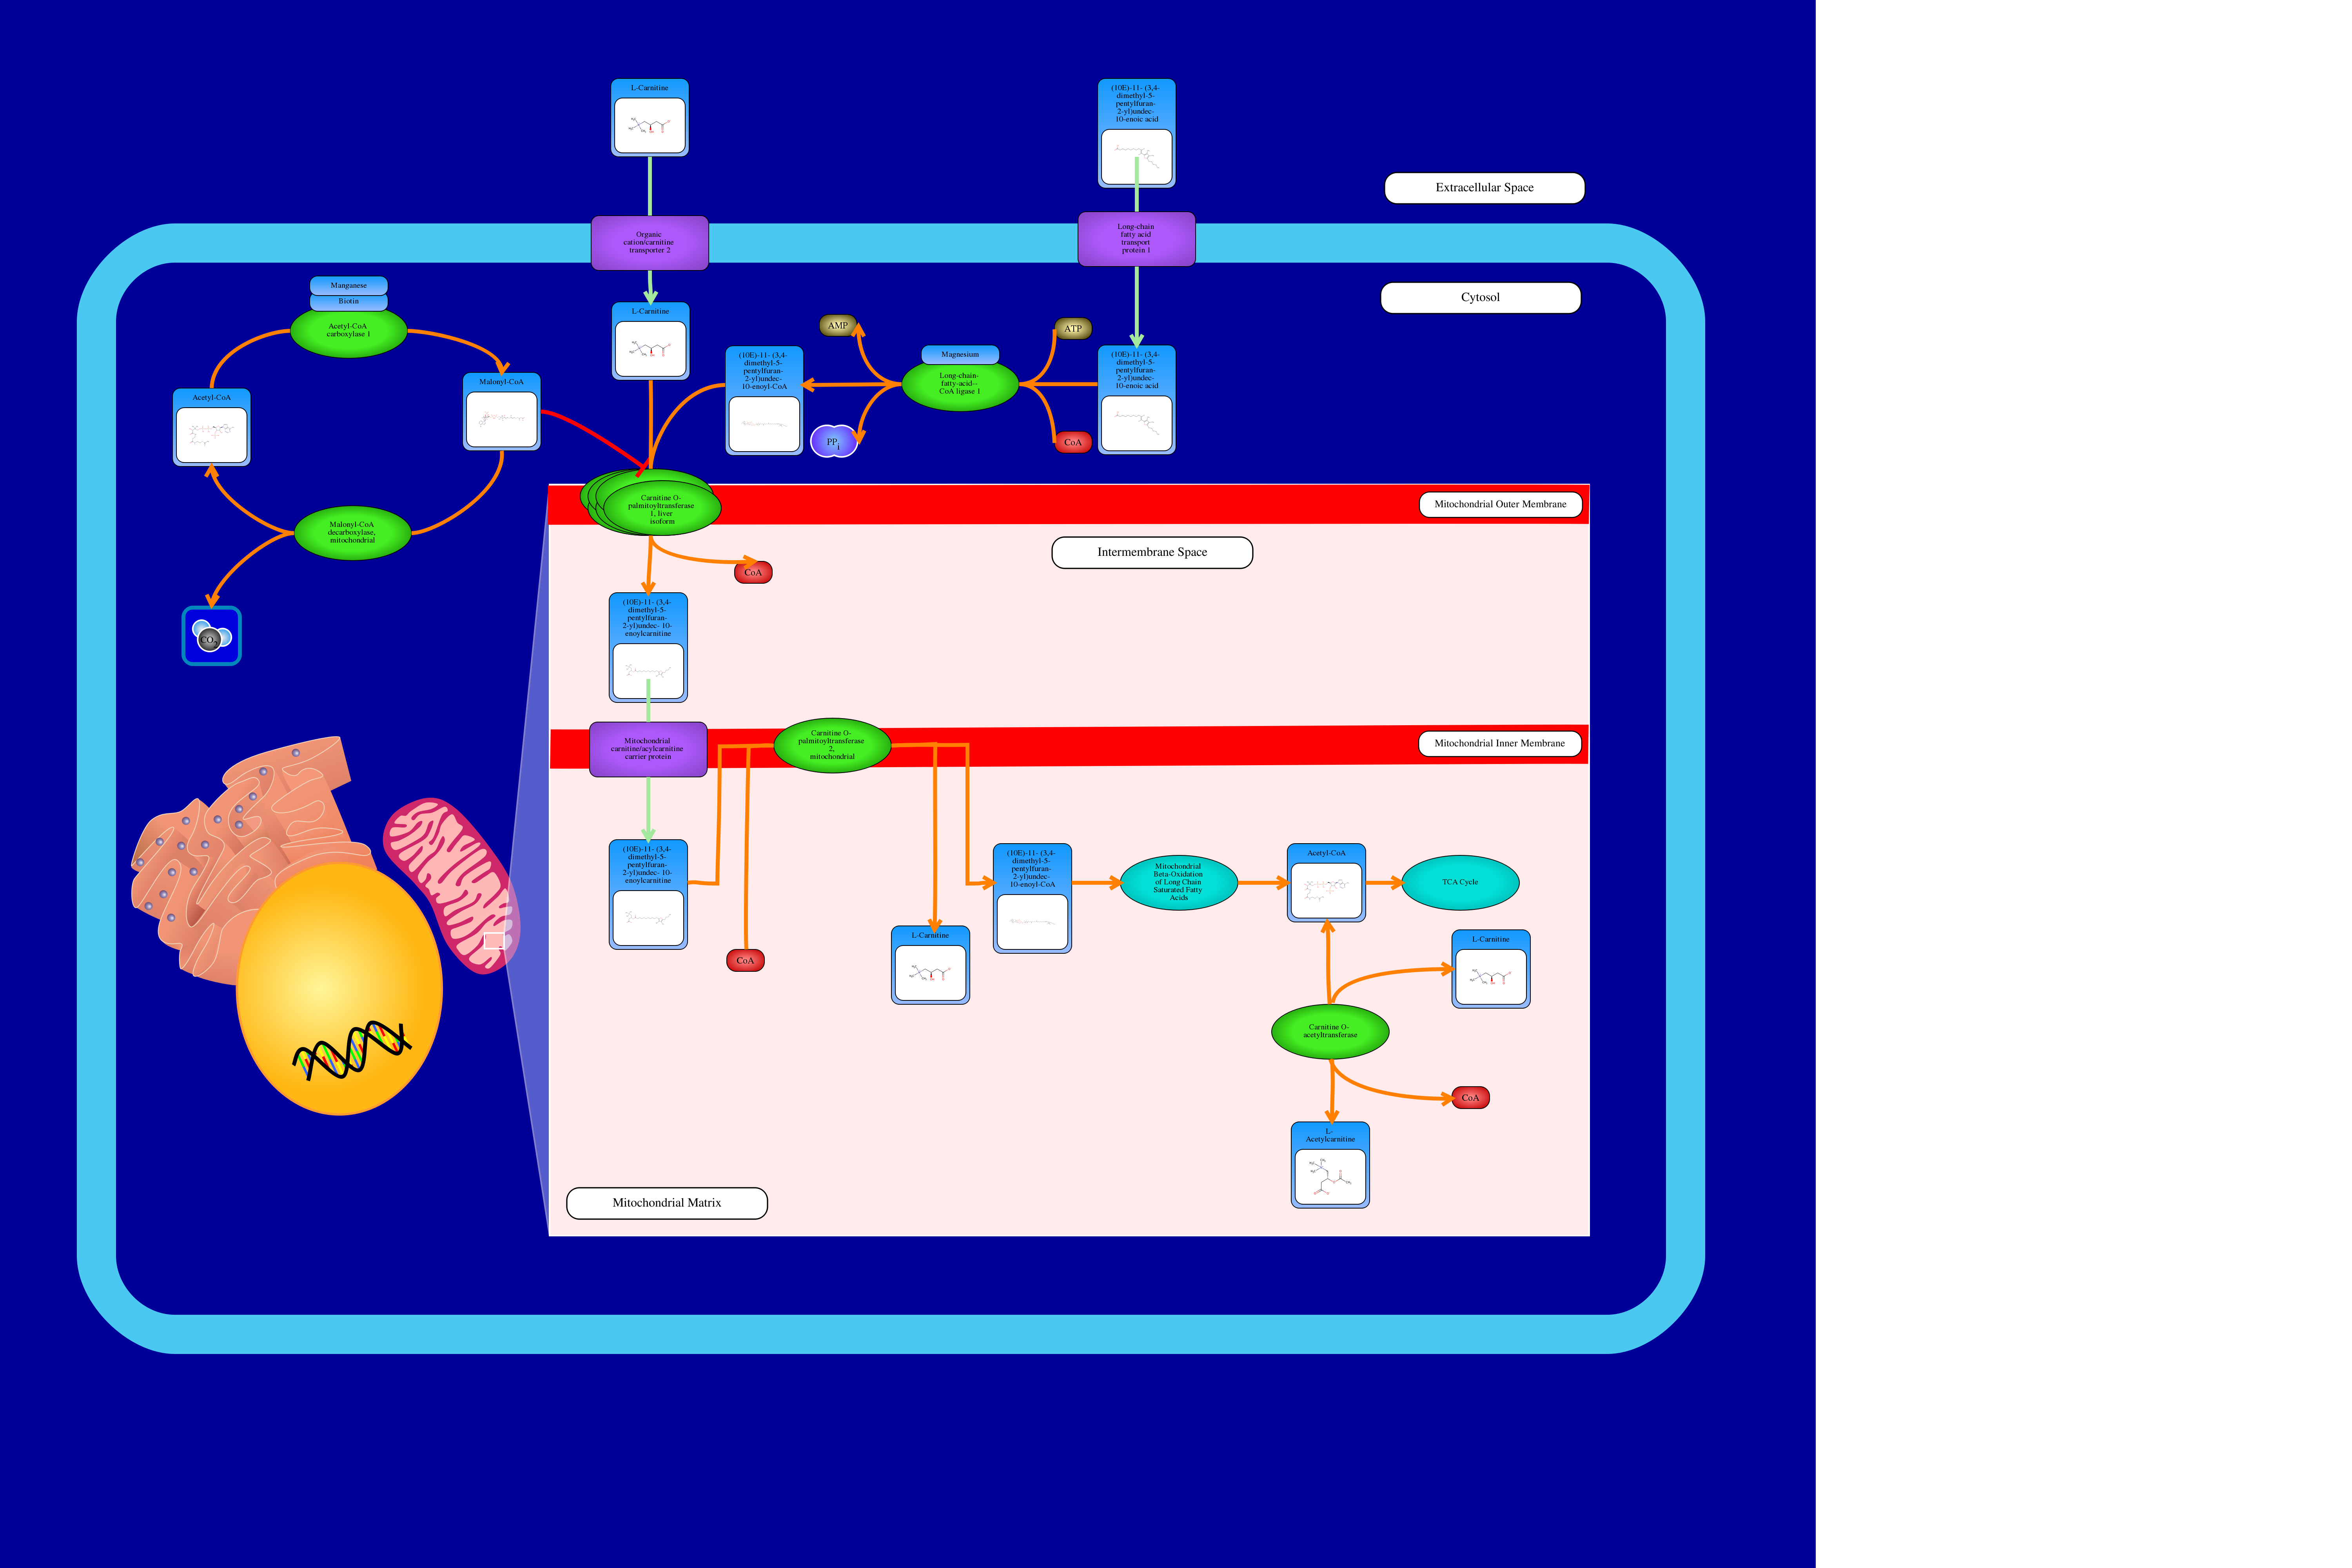 L-Carnitine
(10E)-11- (3,4-
dimethyl-5-
pentylfuran-
2-yl)undec-
10-enoic acid
Extracellular Space
Organic
cation/carnitine
transporter 2
Long-chain
fatty acid
transport
protein 1
Cytosol
Manganese
Biotin
Acetyl-CoA
carboxylase 1
L-Carnitine
AMP
ATP
Magnesium
Long-chain-
fatty-acid--
CoA ligase 1
(10E)-11- (3,4-
dimethyl-5-
pentylfuran-
2-yl)undec-
10-enoyl-CoA
(10E)-11- (3,4-
dimethyl-5-
pentylfuran-
2-yl)undec-
10-enoic acid
Malonyl-CoA
Acetyl-CoA
PPi
CoA
Malonyl-CoA
decarboxylase,
mitochondrial
Carnitine O-
palmitoyltransferase
1, liver
isoform
Mitochondrial Outer Membrane
Intermembrane Space
CoA
CO2
(10E)-11- (3,4-
dimethyl-5-
pentylfuran-
2-yl)undec- 10-
enoylcarnitine
Mitochondrial
carnitine/acylcarnitine
carrier protein
Carnitine O-
palmitoyltransferase
2,
mitochondrial
Mitochondrial Inner Membrane
(10E)-11- (3,4-
dimethyl-5-
pentylfuran-
2-yl)undec- 10-
enoylcarnitine
CoA
L-Carnitine
(10E)-11- (3,4-
dimethyl-5-
pentylfuran-
2-yl)undec-
10-enoyl-CoA
Mitochondrial
Beta-Oxidation
of Long Chain
Saturated Fatty
Acids
Acetyl-CoA
TCA Cycle
L-Carnitine
Carnitine O-
acetyltransferase
CoA
L-
Acetylcarnitine
Mitochondrial Matrix